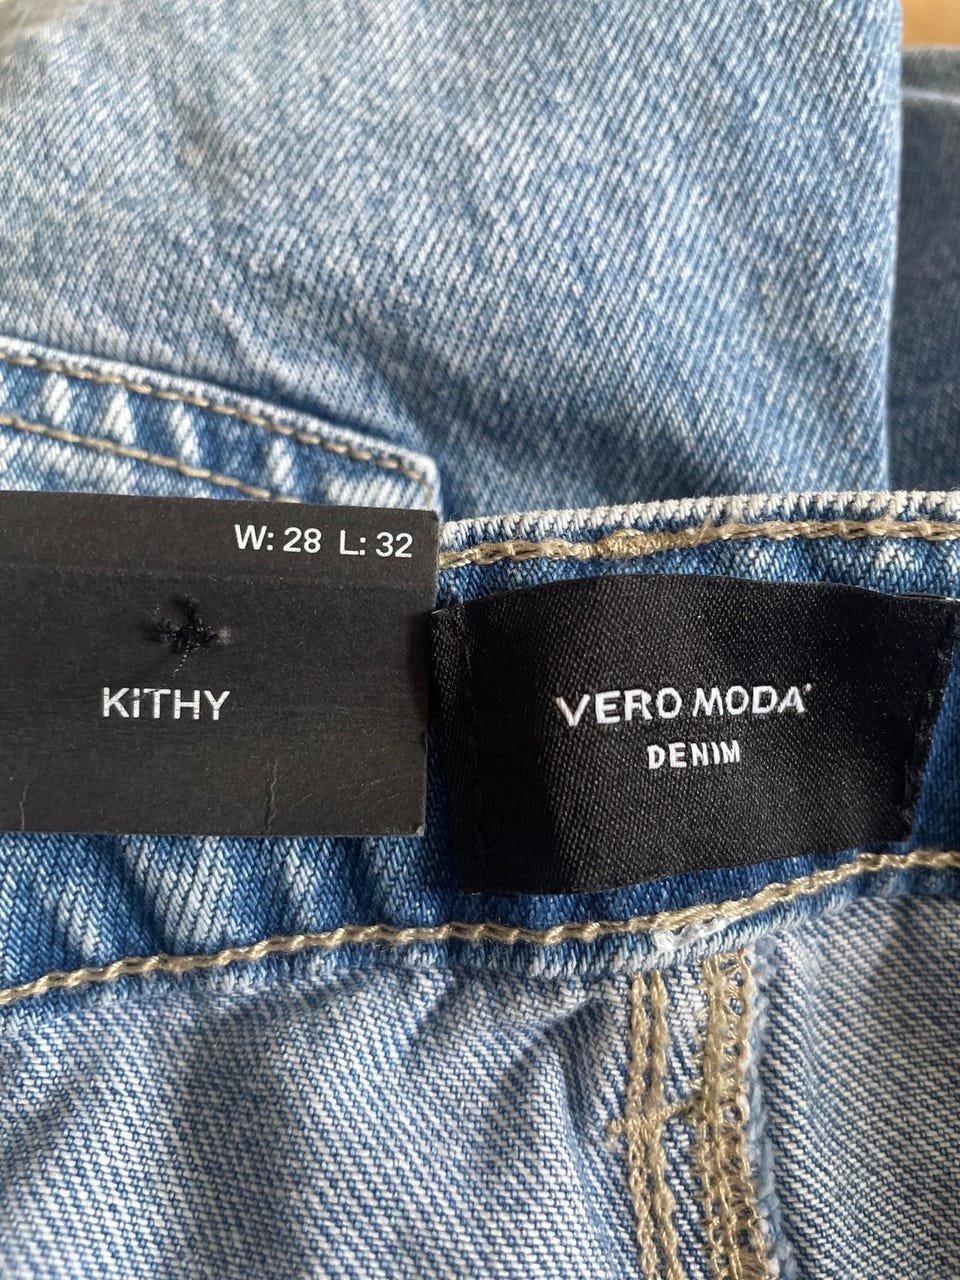 W: 28 L: 32
KiTHY
VERO MODA®
DENIM